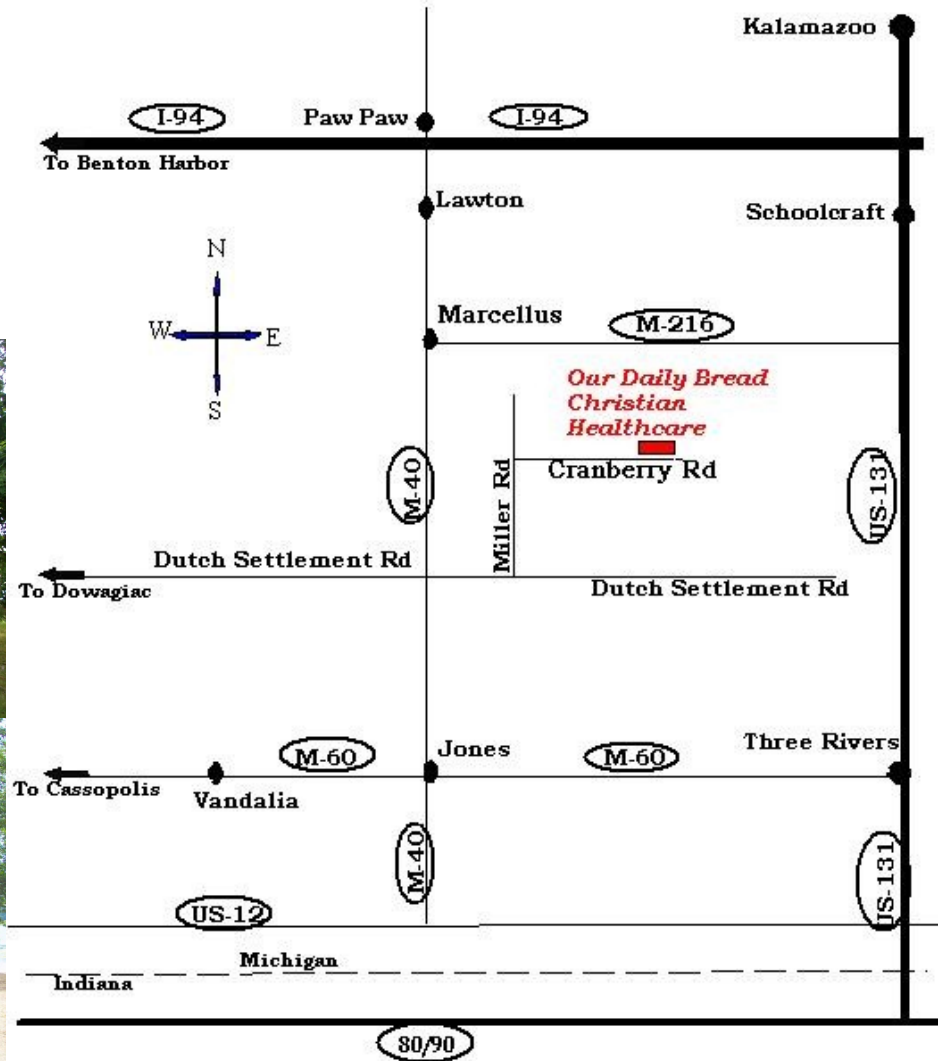 Kalamazoo
I-94
Paw Paw
I-94
To Benton Harbor
Lawton
Schoolcraft
N
W
E
S
Marcellus
M-216
Our Daily Bread
Christian
Healthcare
Cranberry Rd
M-40
Miller Rd
US-131
Dutch Settlement Rd
To Dowagiac
Dutch Settlement Rd
M-60
Jones
M-60
Three Rivers
To Cassopolis
Vandalia
M-40
US-131
US-12
Michigan
Indiana
80/90